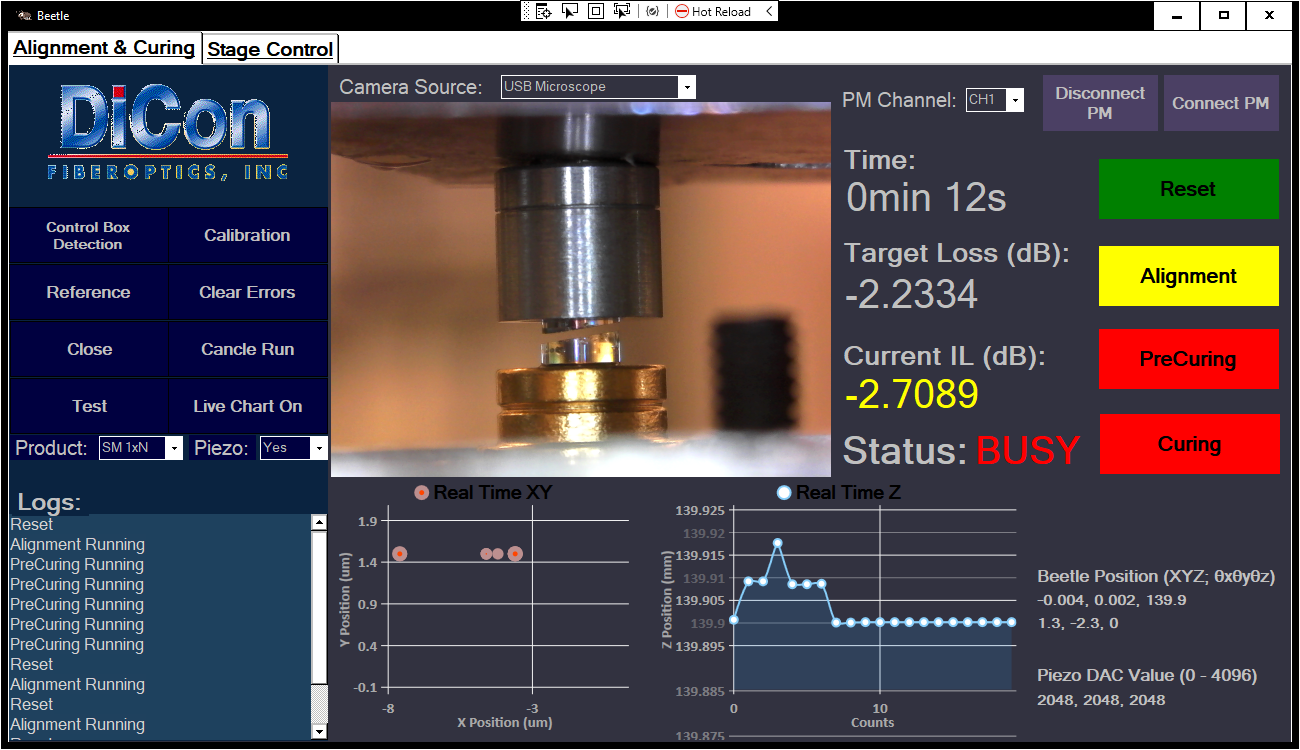 Beetle
Hot Reload
Alignment & Curing
Stage Control
DiCon
FIBEROPTICS, INC
Control Box
Detection
Calibration
Reference
Clear Errors
Close
Cancle Run
Test
Live Chart On
Product:
SM 1xN
Piezo:
Yes
Logs:
Reset
Alignment Running
PreCuring Running
PreCuring Running
PreCuring Running
PreCuring Running
PreCuring Running
Reset
Alignment Running
Reset
Alignment Running
Camera Source:
USB Microscope
PM Channel:
CH1
Disconnect
PM
Connect PM
Time:
0min 12s
Target Loss (dB):
-2.2334
Current IL (dB):
-2.7089
Status: BUSY
Reset
Alignment
PreCuring
Curing
Real Time XY
Y Position (um)
1.9
1.4
0.9
0.4
-0.1
-8
-3
X Position (um)
Real Time Z
Z Position (mm)
139.925
139.92
139.915
139.91
139.905
139.9
139.895
139.885
139.875
0
10
Counts
Beetle Position (XYZ; θxθyθz)
-0.004, 0.002, 139.9
1.3, -2.3, 0
Piezo DAC Value (0 - 4096)
2048, 2048, 2048